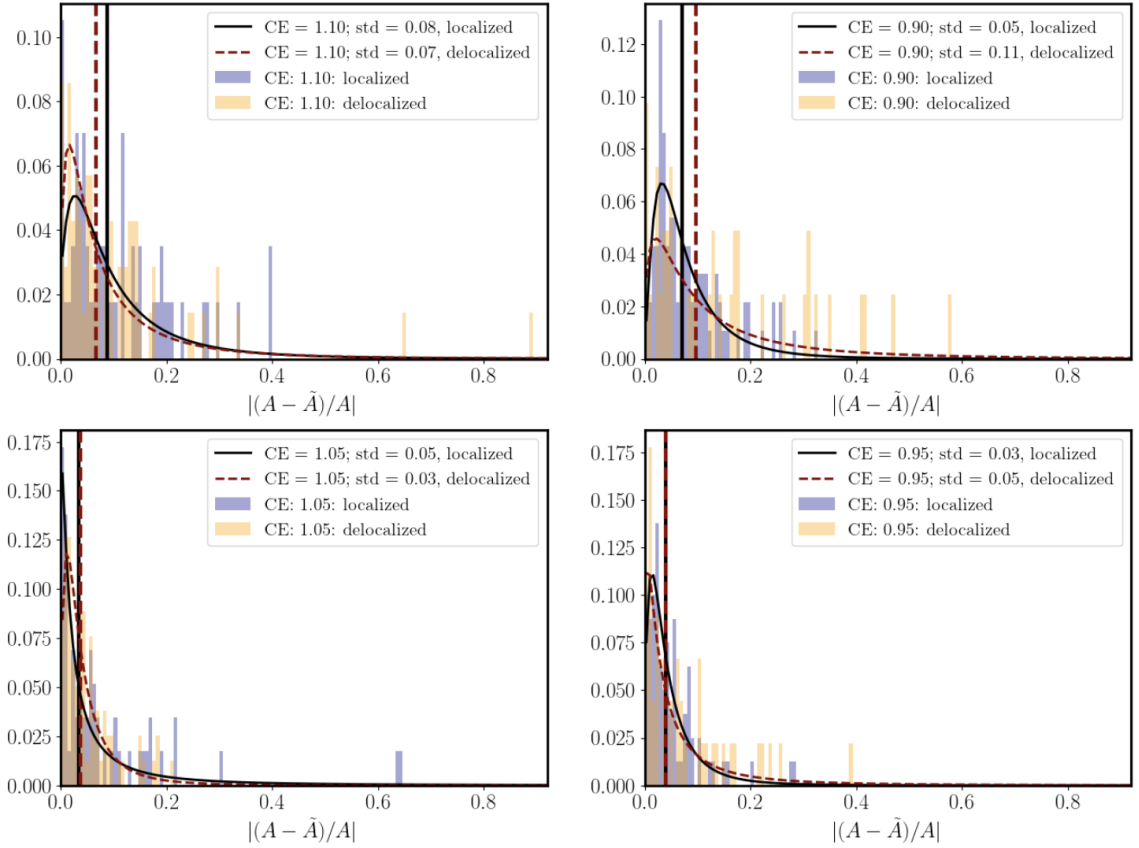 CE = 1.10; std = 0.08, localized
CE = 1.10; std = 0.07, delocalized
CE: 1.10: localized
CE: 1.10: delocalized
0.10
0.08
0.06
0.04
0.02
0.00
0.0 0.2 0.4 0.6 0.8
|(A − Ã)/A|
CE = 0.90; std = 0.05, localized
CE = 0.90; std = 0.11, delocalized
CE: 0.90: localized
CE: 0.90: delocalized
0.12
0.10
0.08
0.06
0.04
0.02
0.00
0.0 0.2 0.4 0.6 0.8
|(A − Ã)/A|
CE = 1.05; std = 0.05, localized
CE = 1.05; std = 0.03, delocalized
CE: 1.05: localized
CE: 1.05: delocalized
0.175
0.150
0.125
0.100
0.075
0.050
0.025
0.000
0.0 0.2 0.4 0.6 0.8
|(A − Ã)/A|
CE = 0.95; std = 0.03, localized
CE = 0.95; std = 0.05, delocalized
CE: 0.95: localized
CE: 0.95: delocalized
0.175
0.150
0.125
0.100
0.075
0.050
0.025
0.000
0.0 0.2 0.4 0.6 0.8
|(A − Ã)/A|